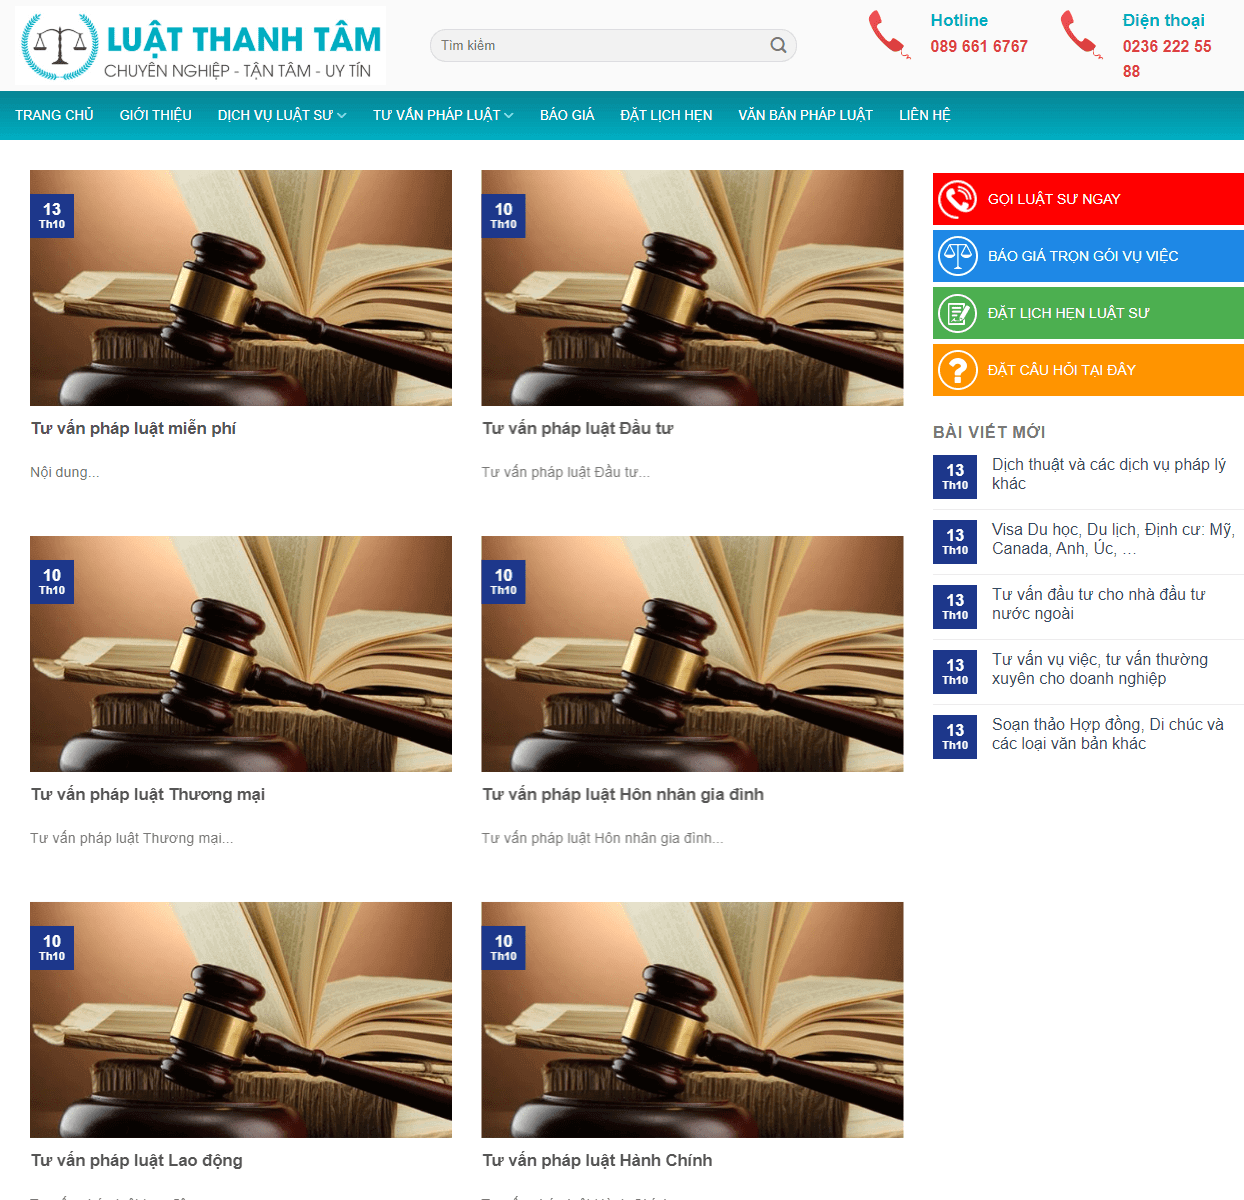 LUẬT THANH TÂM
CHUYÊN NGHIỆP - TẬN TÂM - UY TÍN
Tìm kiếm
Hotline
089 661 6767
Điện thoại
0236 222 55
88
TRANG CHỦ GIỚI THIỆU DỊCH VỤ LUẬT SƯ TƯ VẤN PHÁP LUẬT BÁO GIÁ ĐẶT LỊCH HẸN VĂN BẢN PHÁP LUẬT LIÊN HỆ
13
Th10
Tư vấn pháp luật miễn phí
Nội dung...
10
Th10
Tư vấn pháp luật Đầu tư
Tư vấn pháp luật Đầu tư...
10
Th10
Tư vấn pháp luật Thương mại
Tư vấn pháp luật Thương mại...
10
Th10
Tư vấn pháp luật Hôn nhân gia đình
Tư vấn pháp luật Hôn nhân gia đình...
10
Th10
Tư vấn pháp luật Lao động
10
Th10
Tư vấn pháp luật Hành Chính
GỌI LUẬT SƯ NGAY
BÁO GIÁ TRỌN GÓI VỤ VIỆC
ĐẶT LỊCH HẸN LUẬT SƯ
ĐẶT CÂU HỎI TẠI ĐÂY
BÀI VIẾT MỚI
13
Th10
Dịch thuật và các dịch vụ pháp lý
khác
13
Th10
Visa Du học, Du lịch, Định cư: Mỹ,
Canada, Anh, Úc, …
13
Th10
Tư vấn đầu tư cho nhà đầu tư
nước ngoài
13
Th10
Tư vấn vụ việc, tư vấn thường
xuyên cho doanh nghiệp
13
Th10
Soạn thảo Hợp đồng, Di chúc và
các loại văn bản khác